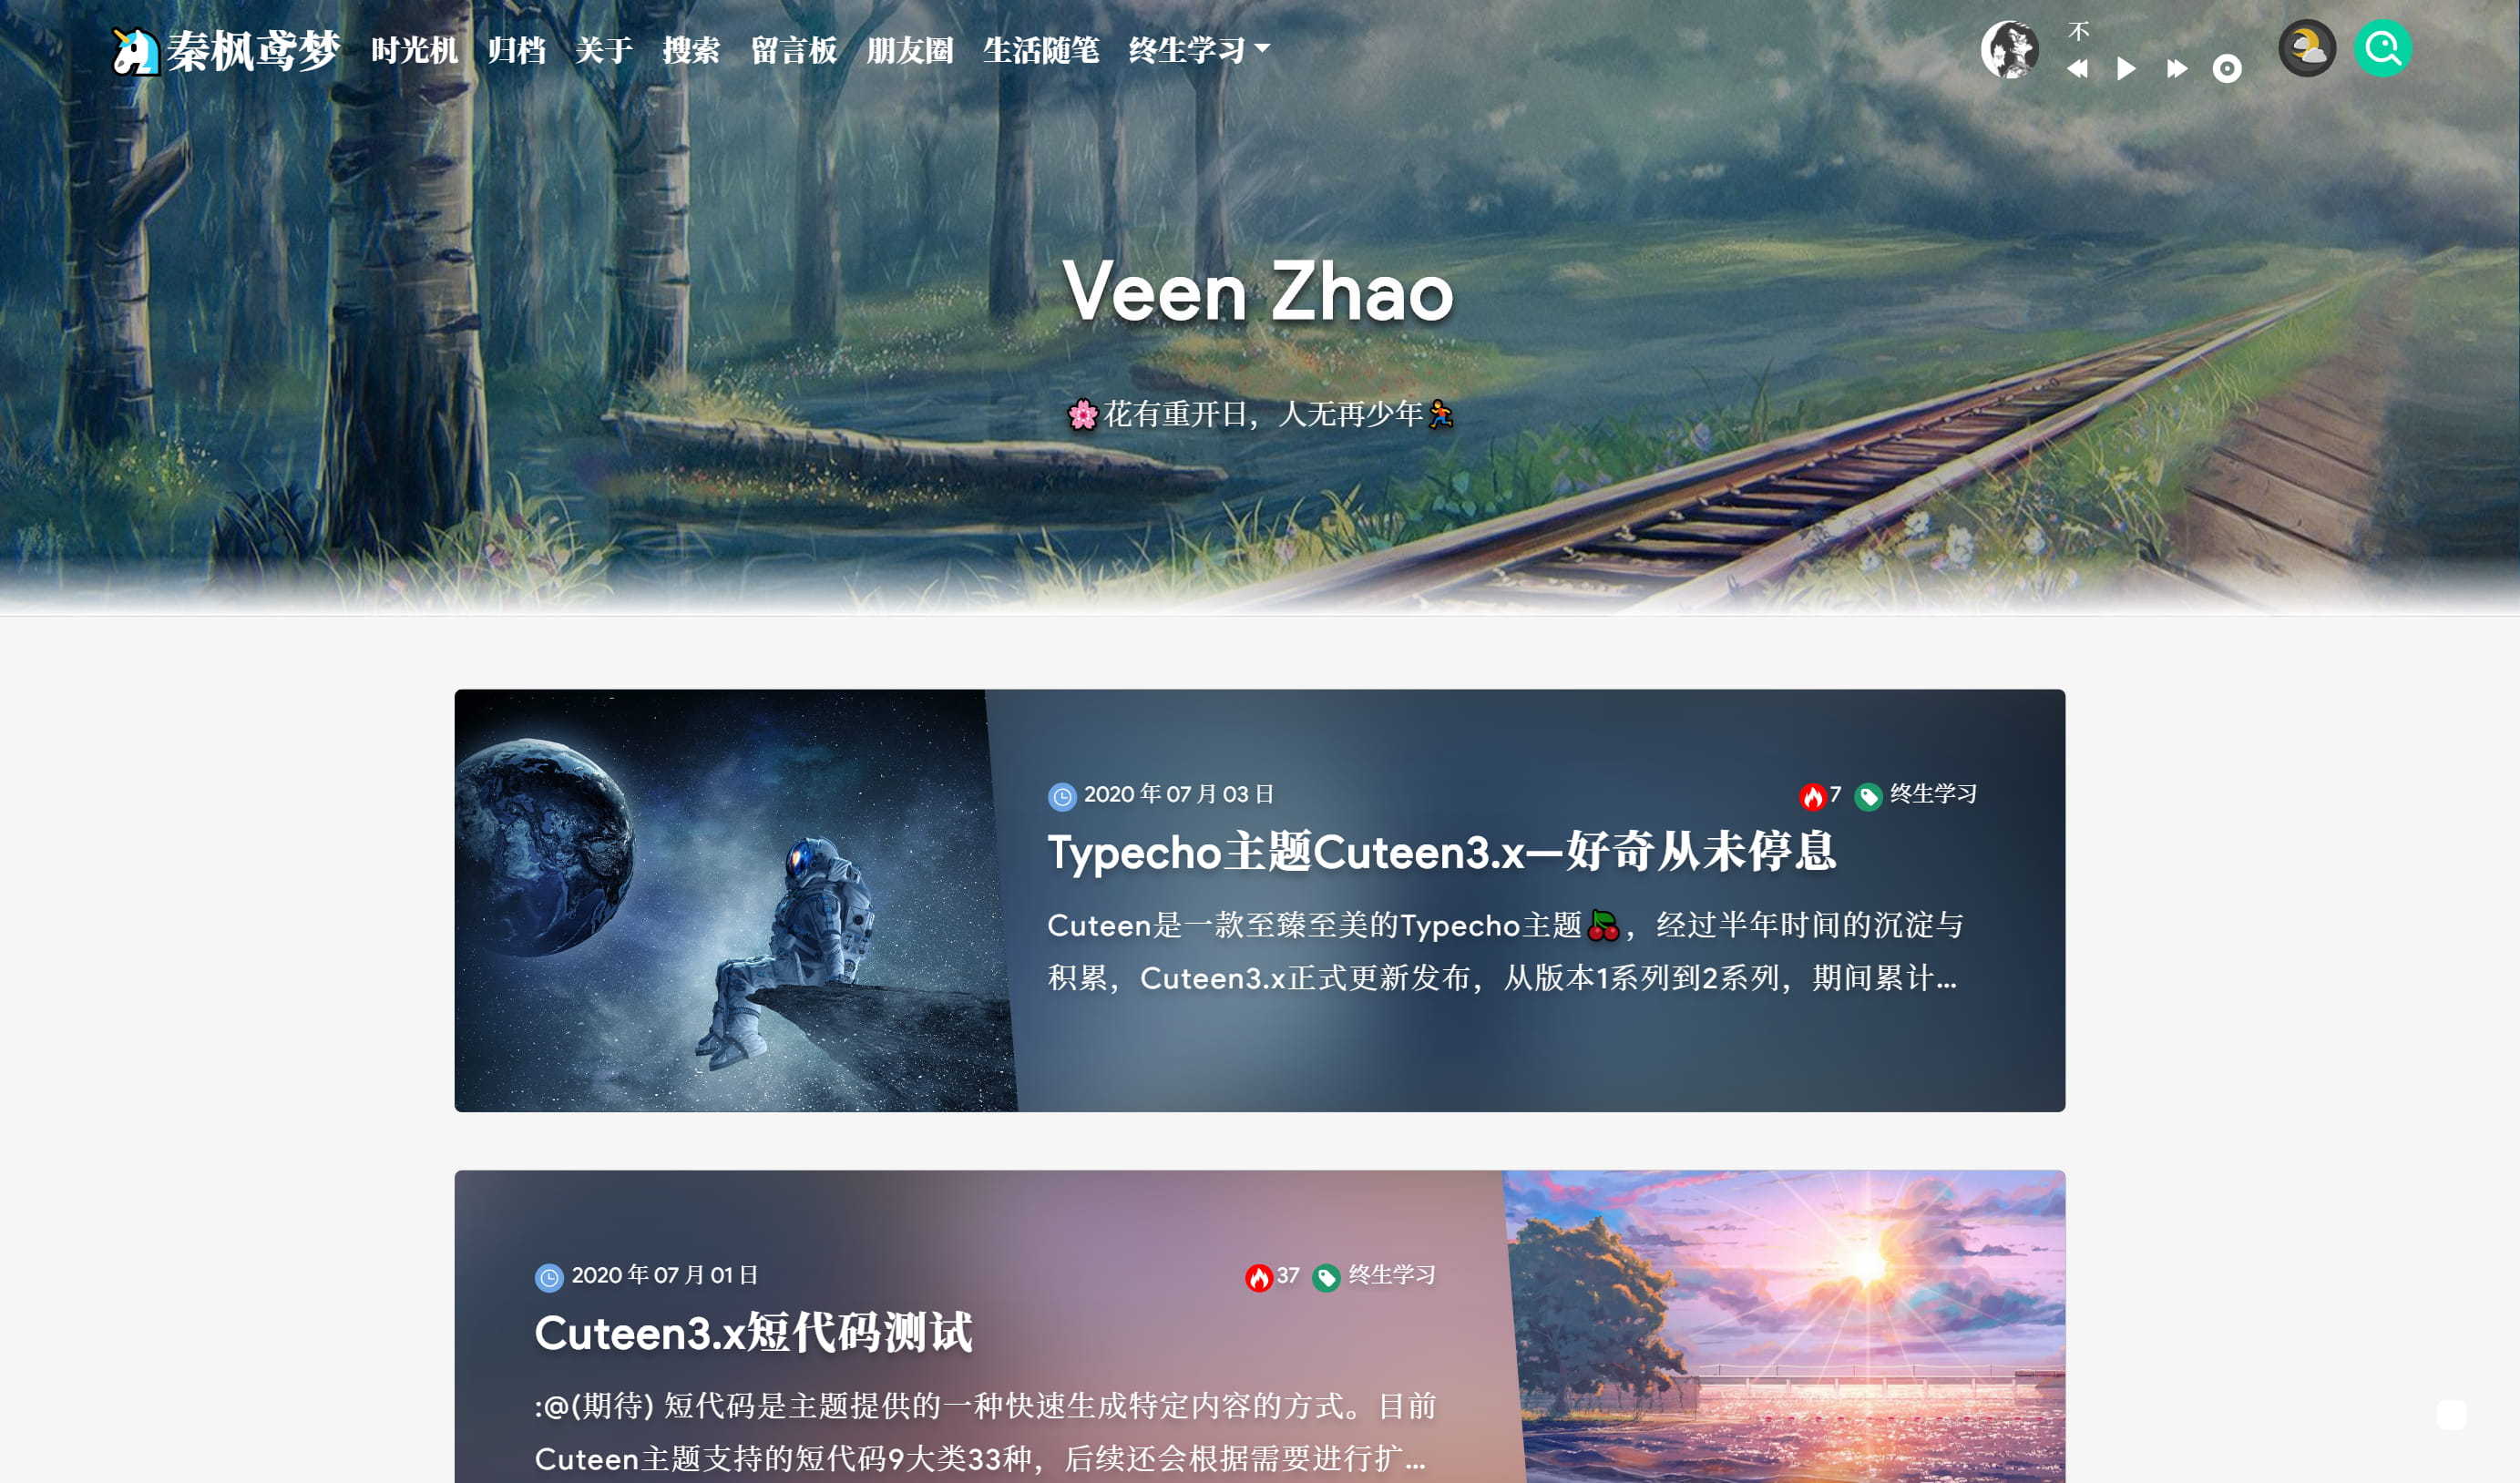 秦枫鸢梦 时光机 归档 关于 搜索 留言板 朋友圈 生活随笔 终生学习
不
Veen Zhao
🌸花有重开日，人无再少年🏃
2020 年 07 月 03 日 7 终生学习
Typecho主题Cuteen3.x—好奇从未停息
Cuteen是一款至臻至美的Typecho主题🍒，经过半年时间的沉淀与
积累，Cuteen3.x正式更新发布，从版本1系列到2系列，期间累计...
2020 年 07 月 01 日 37 终生学习
Cuteen3.x短代码测试
:@(期待) 短代码是主题提供的一种快速生成特定内容的方式。目前
Cuteen主题支持的短代码9大类33种，后续还会根据需要进行扩...